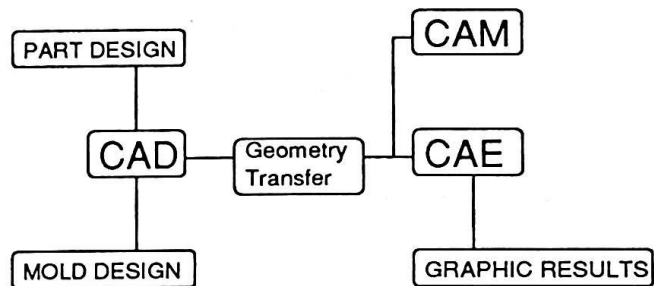 PART DESIGN
CAM
CAD
Geometry
Transfer
CAE
MOLD DESIGN
GRAPHIC RESULTS